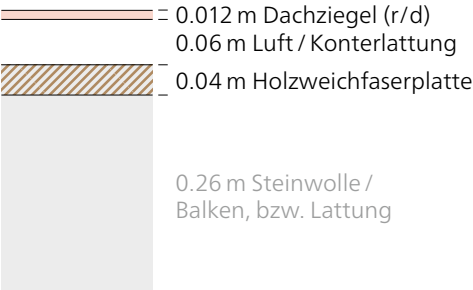 0.012 m Dachziegel (r/d)
0.06 m Luft / Konterlattung
0.04 m Holzweichfaserplatte
0.26 m Steinwolle /
Balken, bzw. Lattung